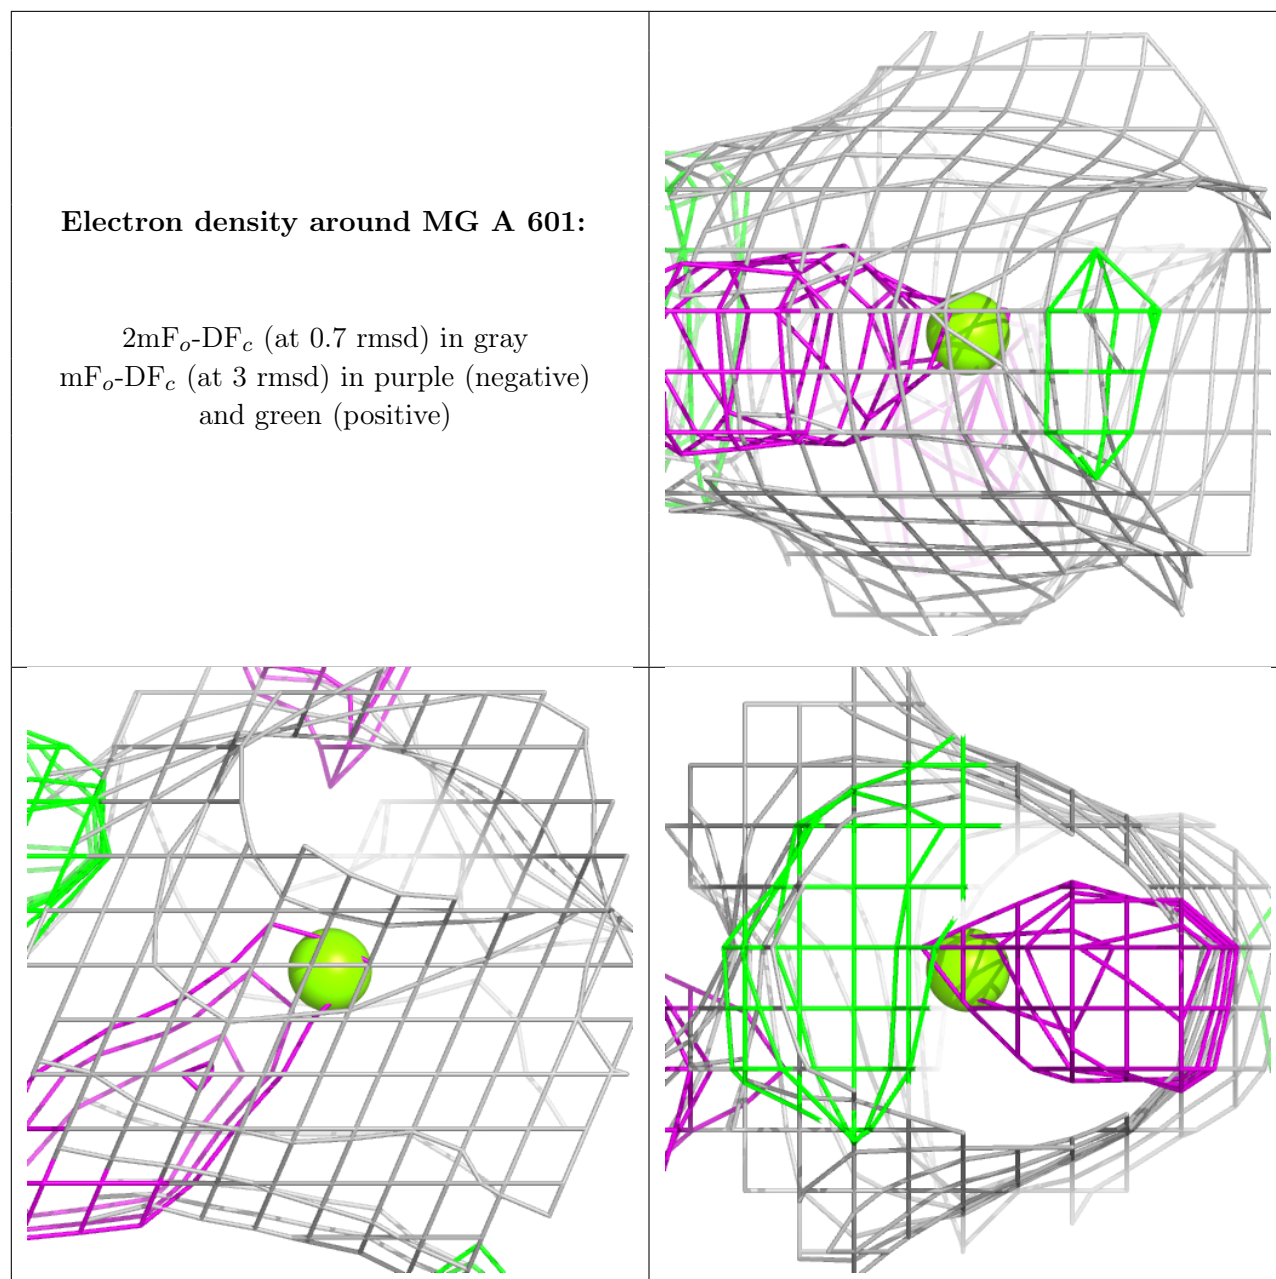 Electron density around MG A 601:
2mFo-DFc (at 0.7 rmsd) in gray
mFo-DFc (at 3 rmsd) in purple (negative)
and green (positive)